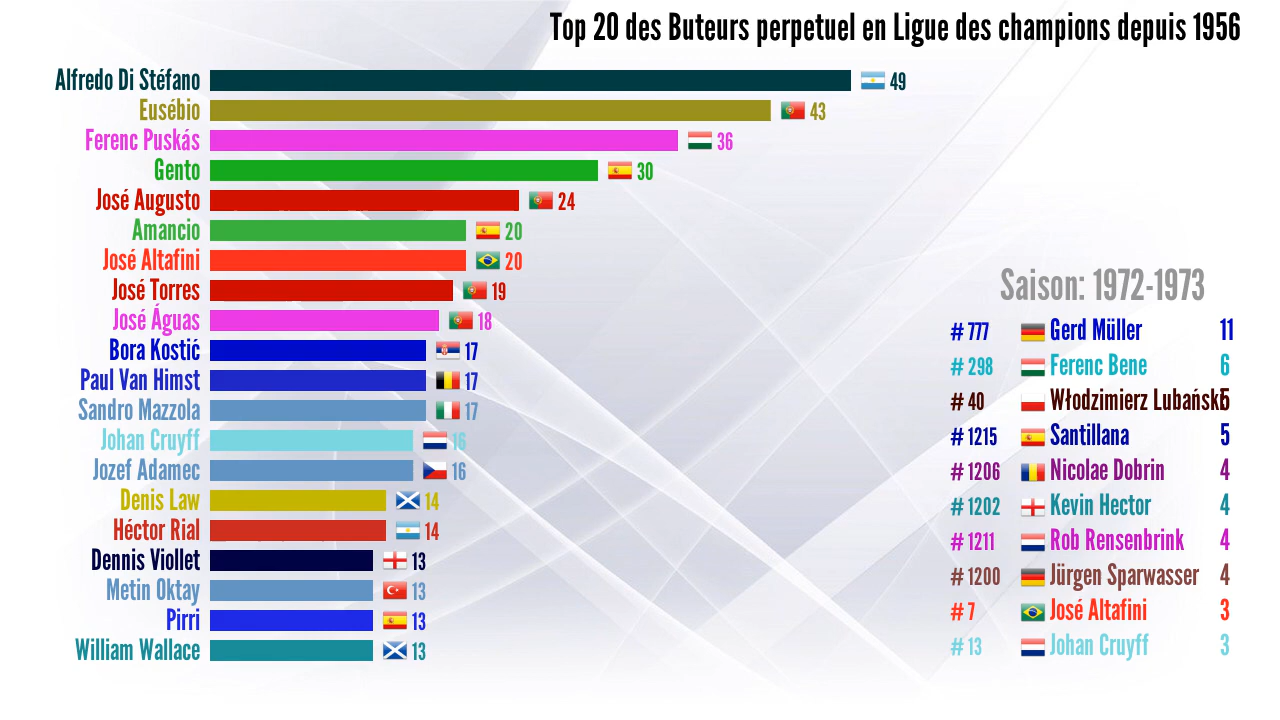 Top 20 des Buteurs perpetuel en Ligue des champions depuis 1956
Alfredo Di Stéfano 49
Eusébio 43
Ferenc Puskás 36
Gento 30
José Augusto 24
Amancio 20
José Altafini 20
José Torres 19
José Águas 18
Bora Kostić 17
Paul Van Himst 17
Sandro Mazzola 17
Johan Cruyff 16
Jozef Adamec 16
Denis Law 14
Héctor Rial 14
Dennis Viollet 13
Metin Oktay 13
Pirri 13
William Wallace 13
Saison: 1972-1973
# 777 Gerd Müller 11
# 298 Ferenc Bene 6
# 40 Włodzimierz Lubański 5
# 1215 Santillana 5
# 1206 Nicolae Dobrin 4
# 1202 Kevin Hector 4
# 1211 Rob Rensenbrink 4
# 1200 Jürgen Sparwasser 4
# 7 José Altafini 3
# 13 Johan Cruyff 3